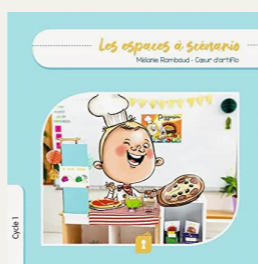 Les espaces à scénario
Mélanie Rambaud - Cœur d'artiflo
Cycle 1